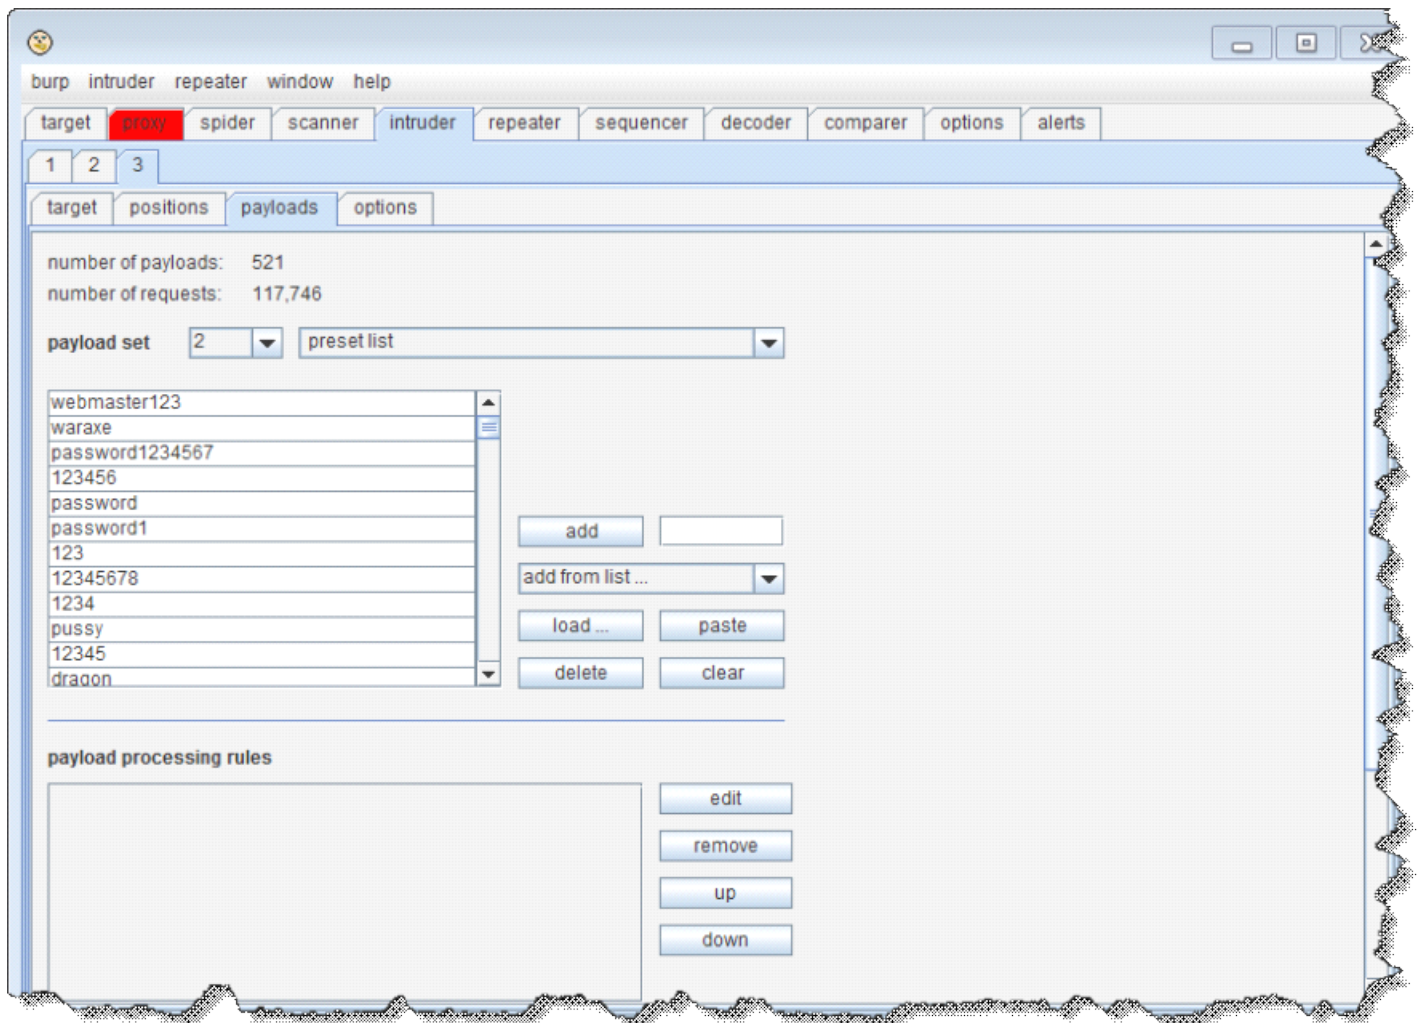 burp intruder repeater window help
target proxy spider scanner intruder repeater sequencer decoder comparer options alerts
1 2 3
target positions payloads options
number of payloads: 521
number of requests: 117,746
payload set 2 preset list
webmaster123
waraxe
password1234567
123456
password
password1
add
123
12345678
add from list ...
1234
pussy
load ... paste
12345
dragon
delete clear
payload processing rules
edit
remove
up
down